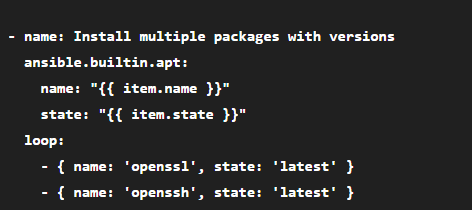 - name: Install multiple packages with versions
  ansible.builtin.apt:
    name: "{{ item.name }}"
    state: "{{ item.state }}"
  loop:
    - { name: 'openssl', state: 'latest' }
    - { name: 'openssh', state: 'latest' }